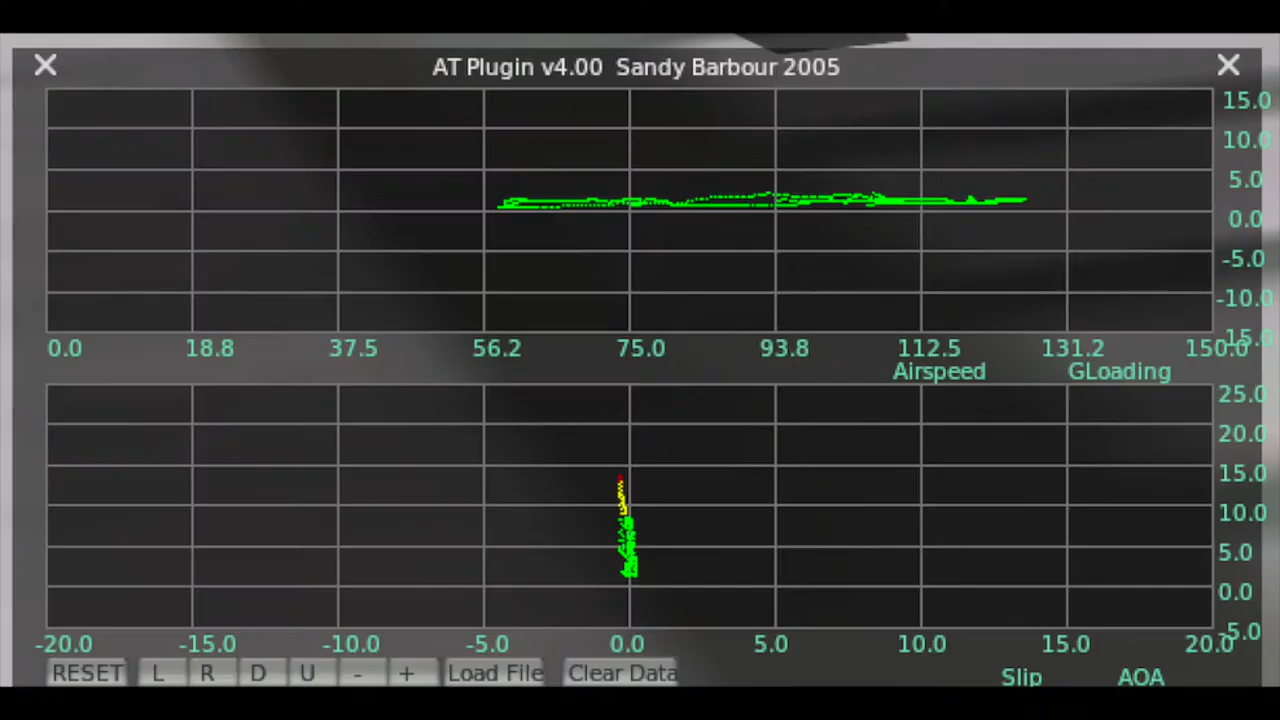 AT Plugin v4.00 Sandy Barbour 2005
15.0
10.0
5.0
0.0
-5.0
-10.0
-15.0
0.0 18.8 37.5 56.2 75.0 93.8 112.5 131.2 150.0
Airspeed GLoading
25.0
20.0
15.0
10.0
5.0
0.0
-5.0
-20.0 -15.0 -10.0 -5.0 0.0 5.0 10.0 15.0 20.0
RESET L R D U - + Load File Clear Data
Slip AOA